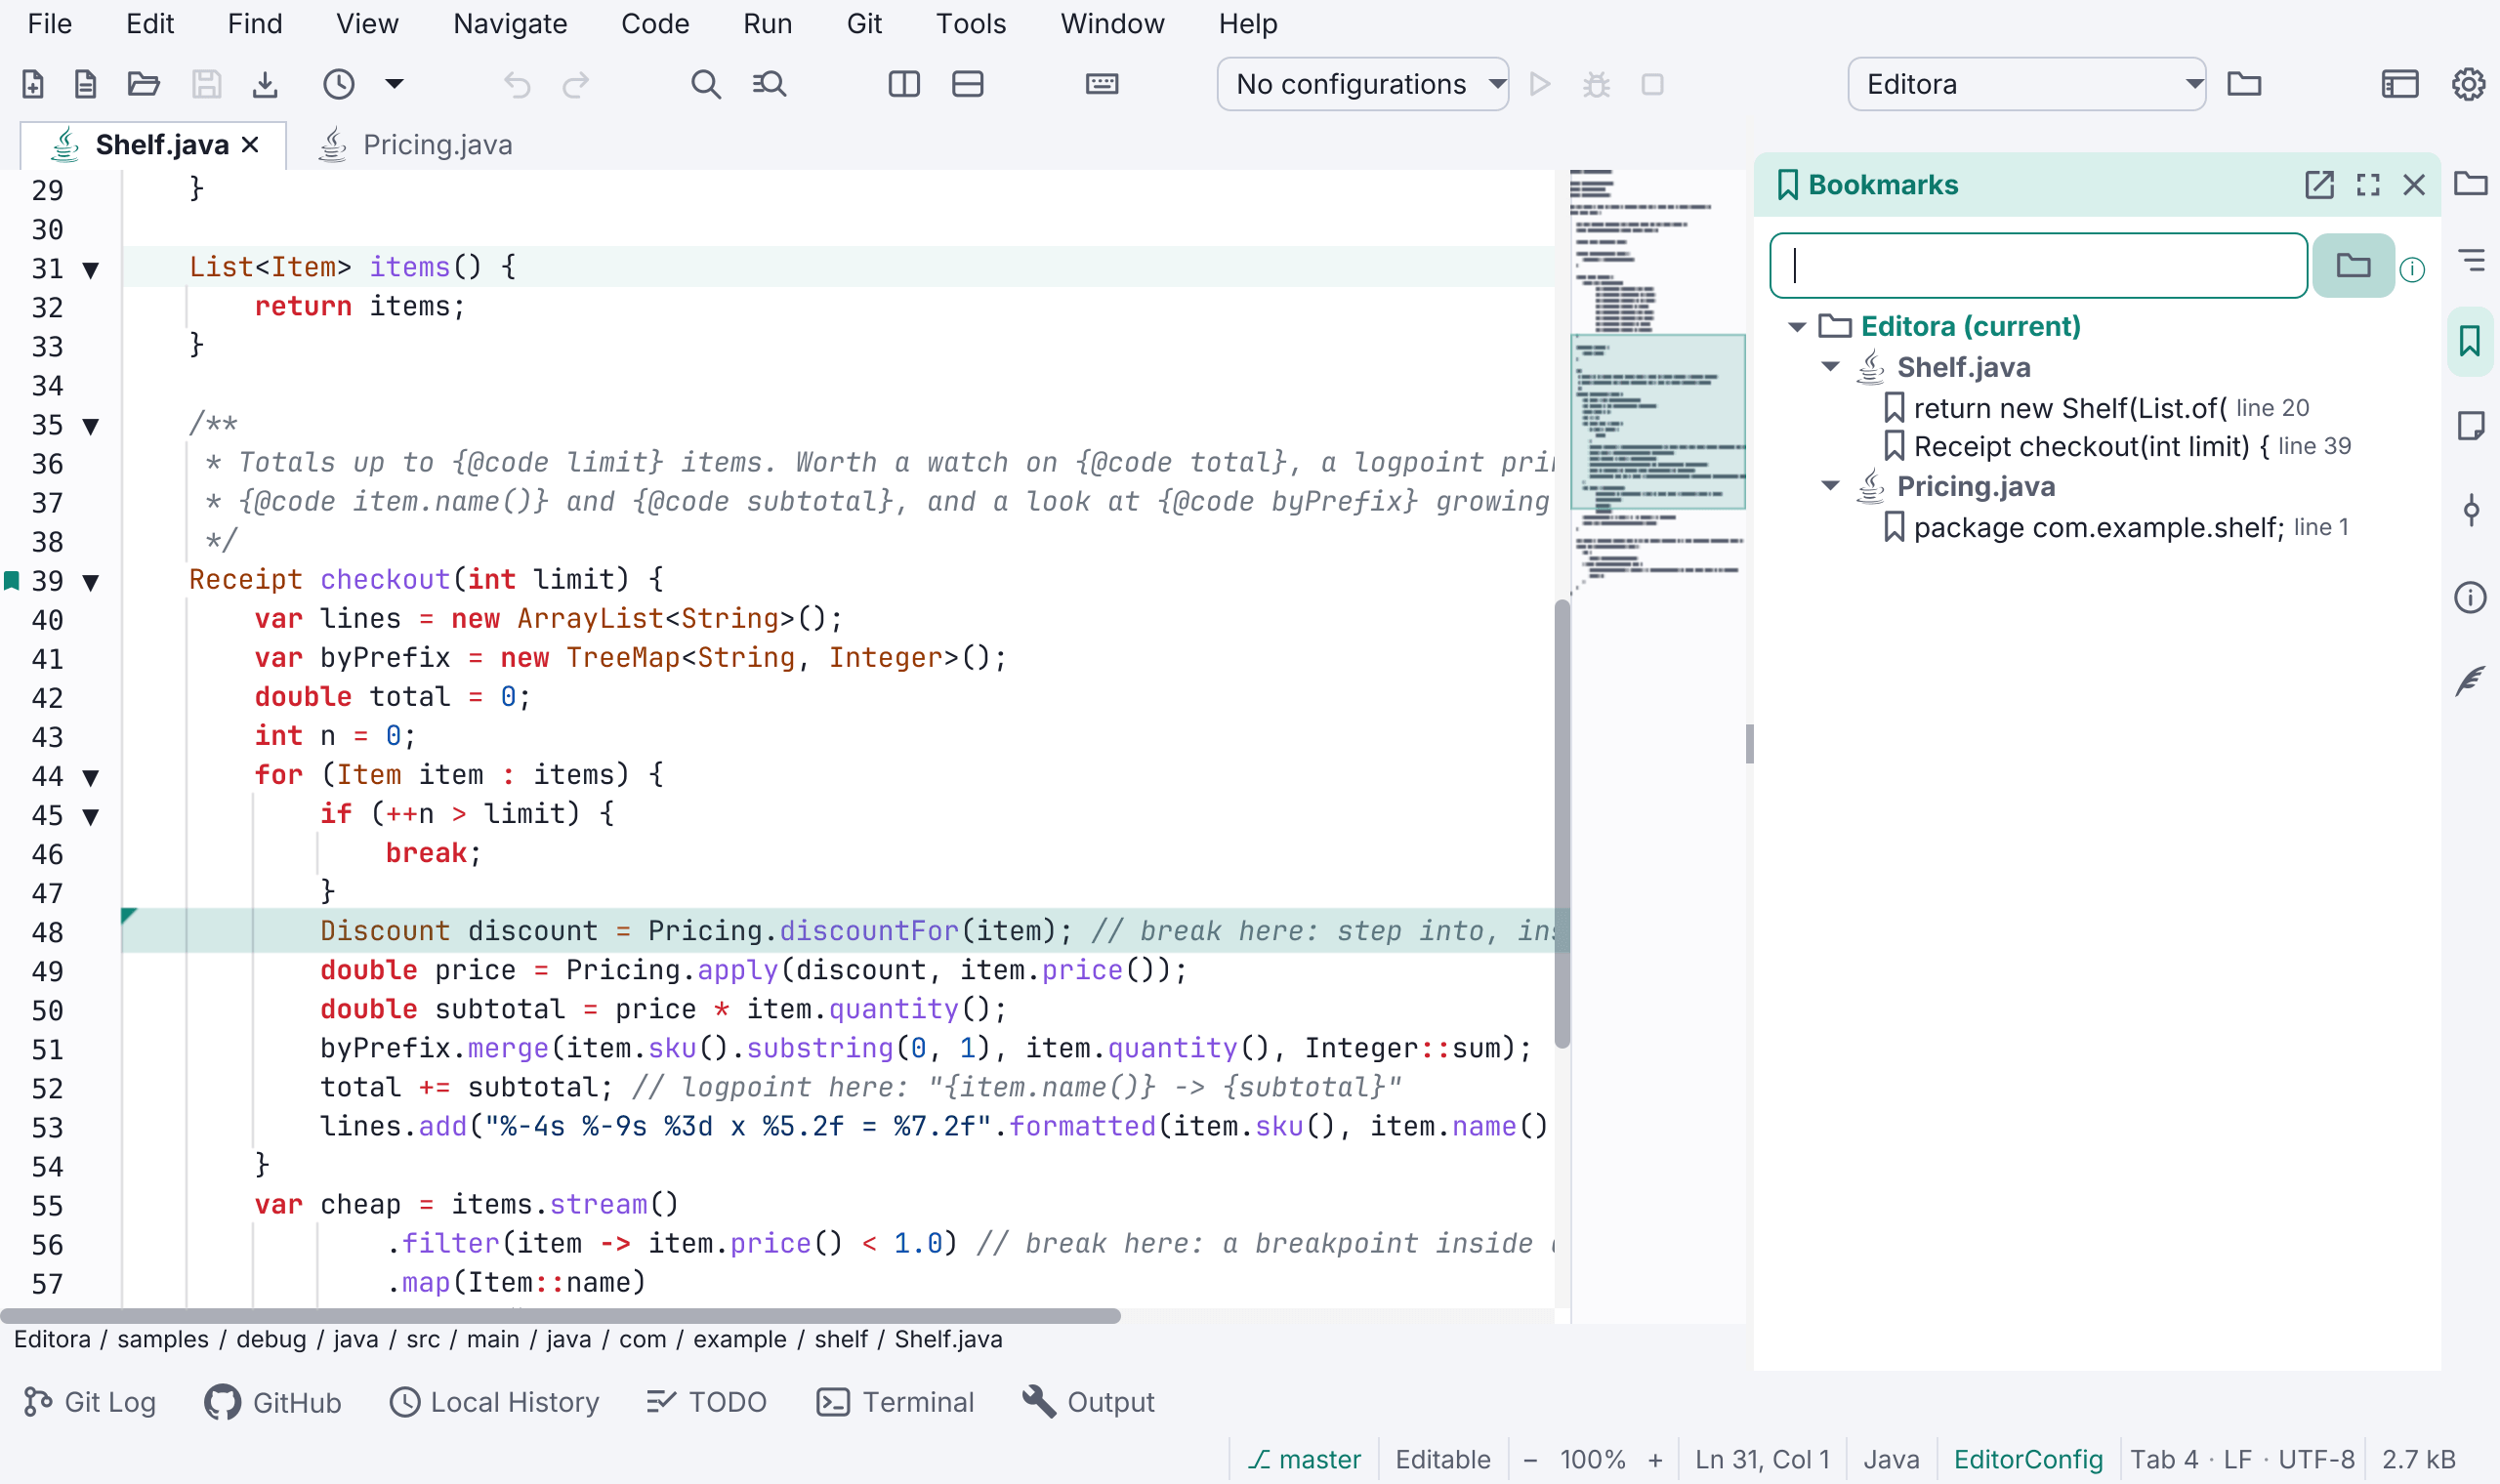 File Edit Find View Navigate Code Run Git Tools Window Help
No configurations
Editora
Shelf.java
Pricing.java
29 }
30
31 List<Item> items() {
32 return items;
33 }
34
35 /**
36 * Totals up to {@code limit} items. Worth a watch on {@code total}, a logpoint
37 * {@code item.name()} and {@code subtotal}, and a look at {@code byPrefix} growing
38 */
39 Receipt checkout(int limit) {
40 var lines = new ArrayList<String>();
41 var byPrefix = new TreeMap<String, Integer>();
42 double total = 0;
43 int n = 0;
44 for (Item item : items) {
45 if (++n > limit) {
46 break;
47 }
48 Discount discount = Pricing.discountFor(item); // break here: step into,
49 double price = Pricing.apply(discount, item.price());
50 double subtotal = price * item.quantity();
51 byPrefix.merge(item.sku().substring(0, 1), item.quantity(), Integer::sum);
52 total += subtotal; // logpoint here: "{item.name()} -> {subtotal}"
53 lines.add("%-4s %-9s %3d x %5.2f = %7.2f".formatted(item.sku(), item.name()
54 }
55 var cheap = items.stream()
56 .filter(item -> item.price() < 1.0) // break here: a breakpoint inside
57 .map(Item::name)
Bookmarks
Editora (current)
Shelf.java
return new Shelf(List.of( line 20
Receipt checkout(int limit) { line 39
Pricing.java
package com.example.shelf; line 1
Editora / samples / debug / java / src / main / java / com / example / shelf / Shelf.java
Git Log GitHub Local History TODO Terminal Output
master Editable − 100% + Ln 31, Col 1 Java EditorConfig Tab 4 · LF · UTF-8 2.7 kB